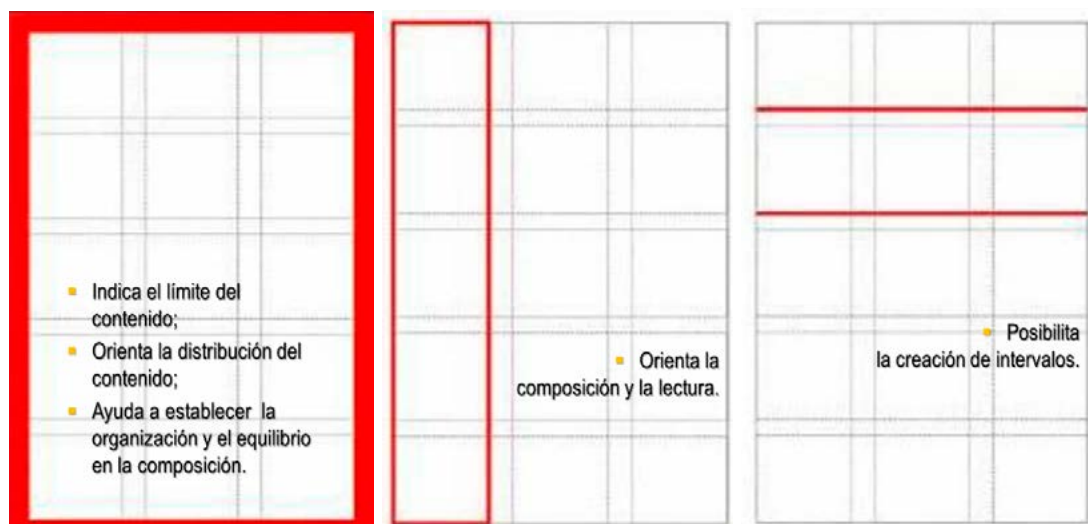 ▪ Indica el límite del
contenido;
▪ Orienta la distribución del
contenido;
▪ Ayuda a establecer la
organización y el equilibrio
en la composición.
▪ Orienta la
composición y la lectura.
▪ Posibilita
la creación de intervalos.